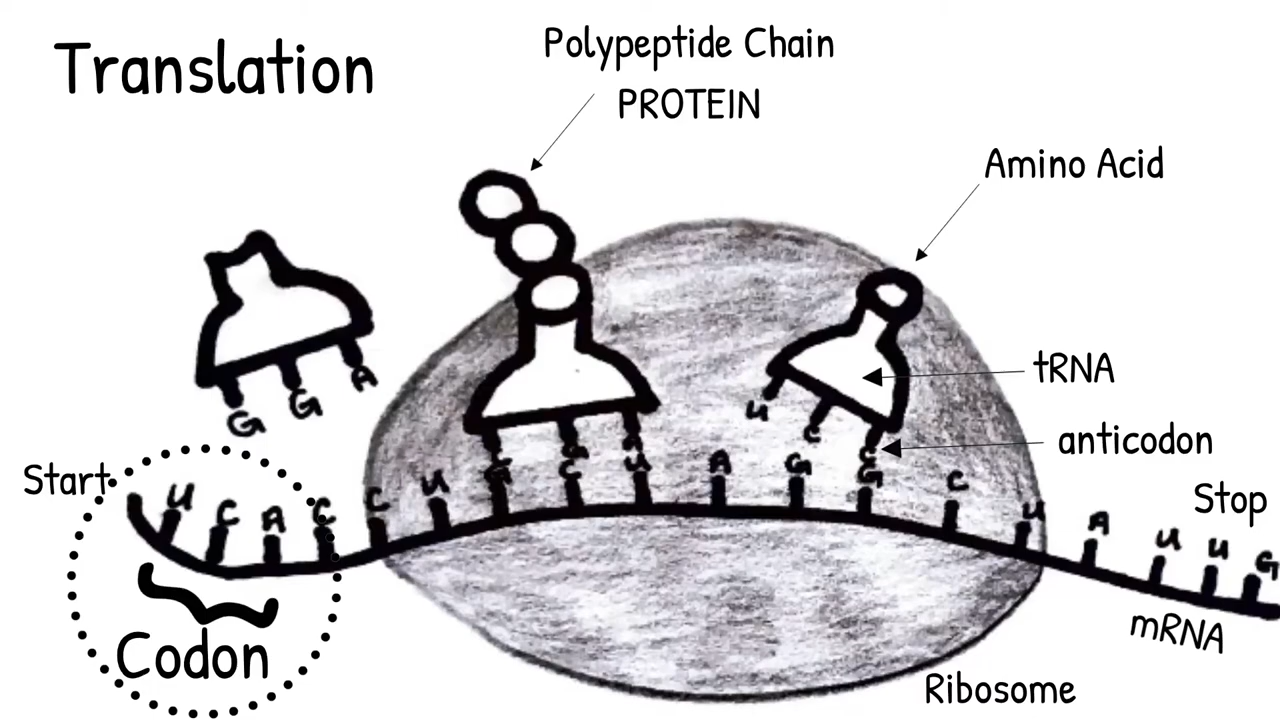 Translation
Polypeptide Chain
PROTEIN
Amino Acid
tRNA
anticodon
G G A
U C C
Start
Stop
U C A C C U G C U A G G C U A U U G
Codon
mRNA
Ribosome